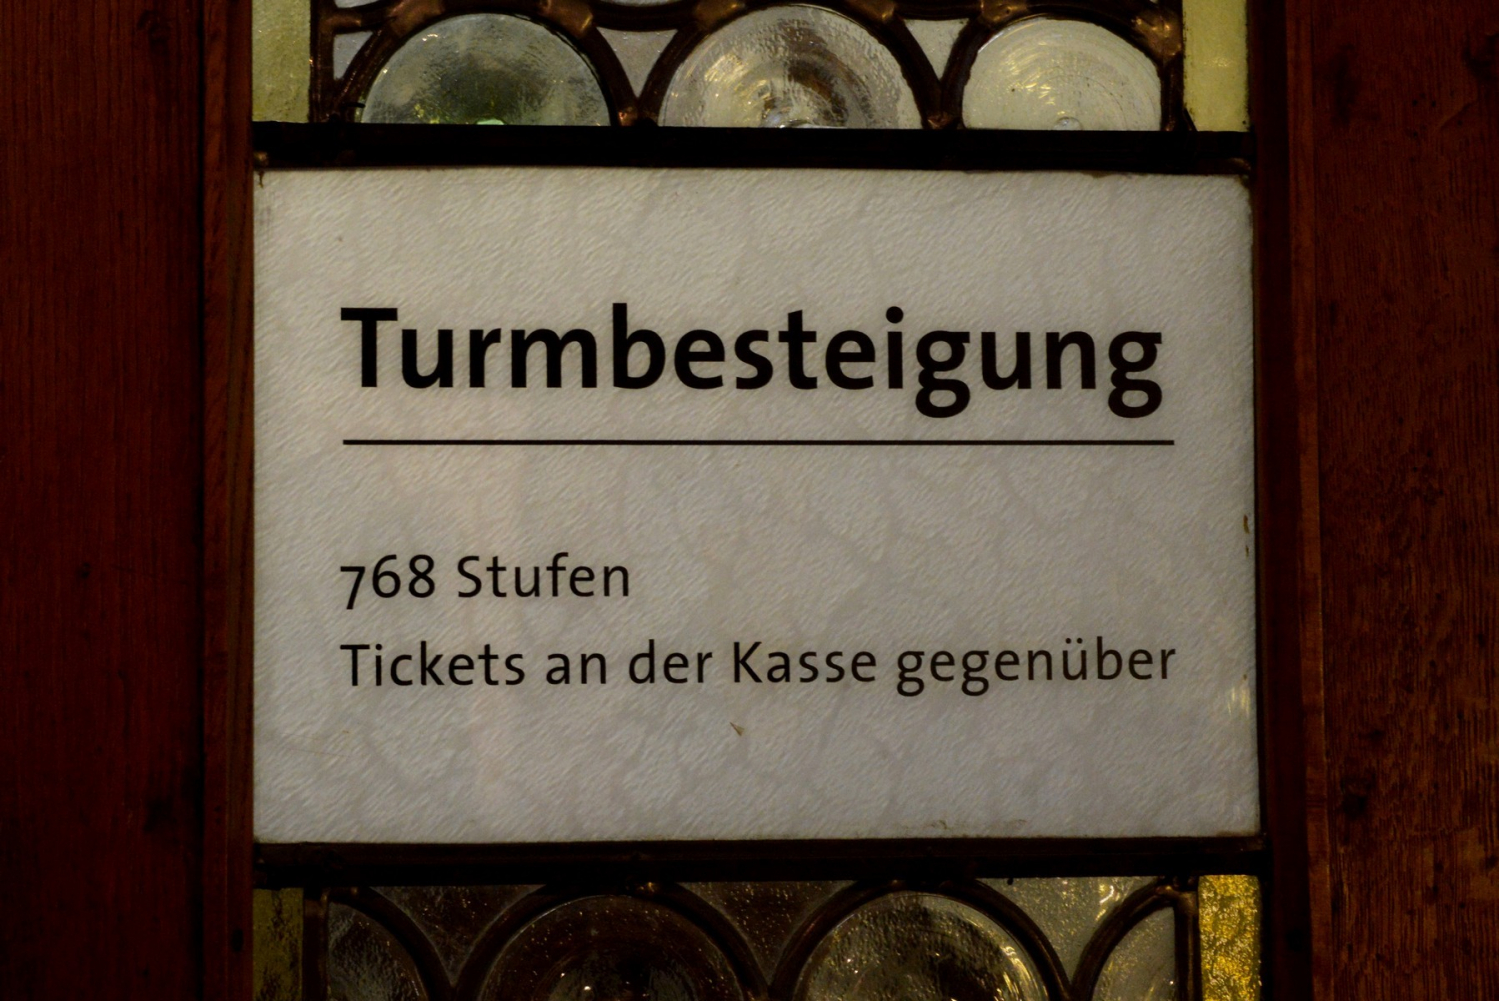 Turmbesteigung
768 Stufen
Tickets an der Kasse gegenüber